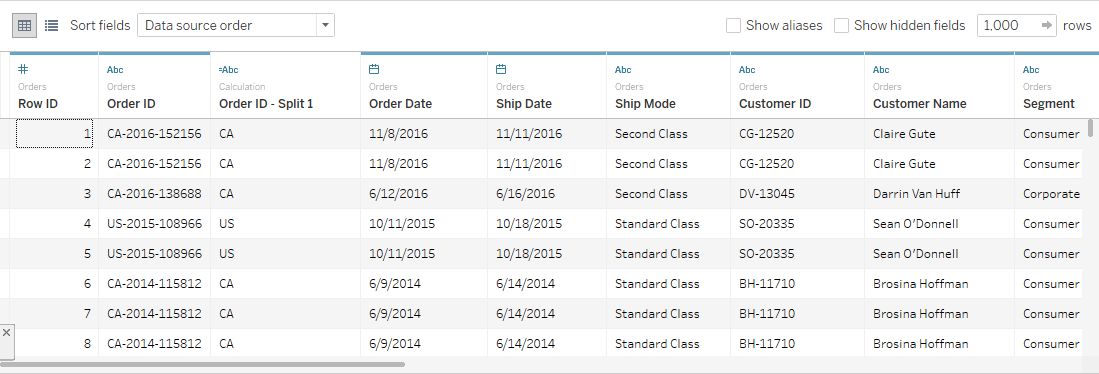 Sort fields Data source order Show aliases Show hidden fields 1,000 rows
# Abc =Abc Abc Abc Abc Abc
Orders Orders Calculation Orders Orders Orders Orders Orders Orders
Row ID Order ID Order ID - Split 1 Order Date Ship Date Ship Mode Customer ID Customer Name Segment
1 CA-2016-152156 CA 11/8/2016 11/11/2016 Second Class CG-12520 Claire Gute Consumer
2 CA-2016-152156 CA 11/8/2016 11/11/2016 Second Class CG-12520 Claire Gute Consumer
3 CA-2016-138688 CA 6/12/2016 6/16/2016 Second Class DV-13045 Darrin Van Huff Corporate
4 US-2015-108966 US 10/11/2015 10/18/2015 Standard Class SO-20335 Sean O'Donnell Consumer
5 US-2015-108966 US 10/11/2015 10/18/2015 Standard Class SO-20335 Sean O'Donnell Consumer
6 CA-2014-115812 CA 6/9/2014 6/14/2014 Standard Class BH-11710 Brosina Hoffman Consumer
7 CA-2014-115812 CA 6/9/2014 6/14/2014 Standard Class BH-11710 Brosina Hoffman Consumer
8 CA-2014-115812 CA 6/9/2014 6/14/2014 Standard Class BH-11710 Brosina Hoffman Consumer